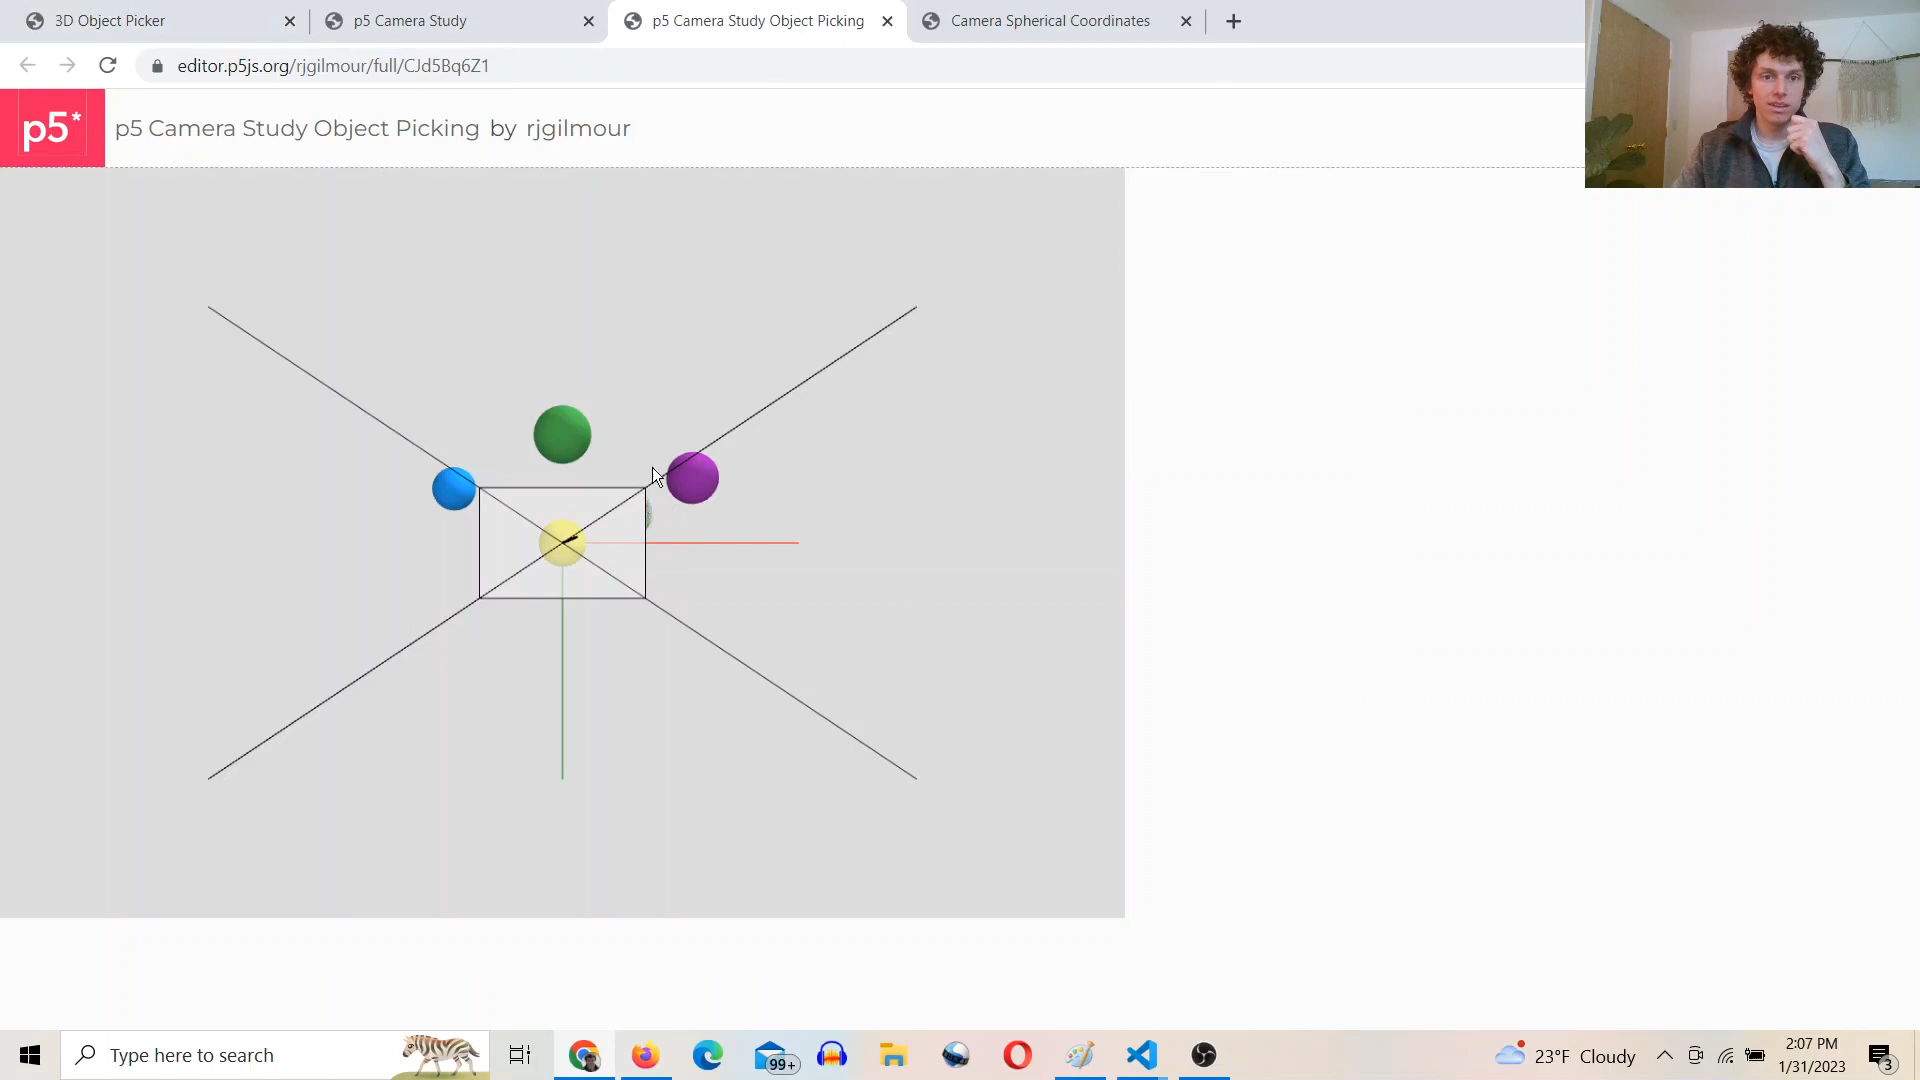 3D Object Picker
p5 Camera Study
p5 Camera Study Object Picking
Camera Spherical Coordinates
editor.p5js.org/rjgilmour/full/CJd5Bq6Z1
p5*
p5 Camera Study Object Picking by rjgilmour
Type here to search
99+
23°F Cloudy
2:07 PM
1/31/2023
3